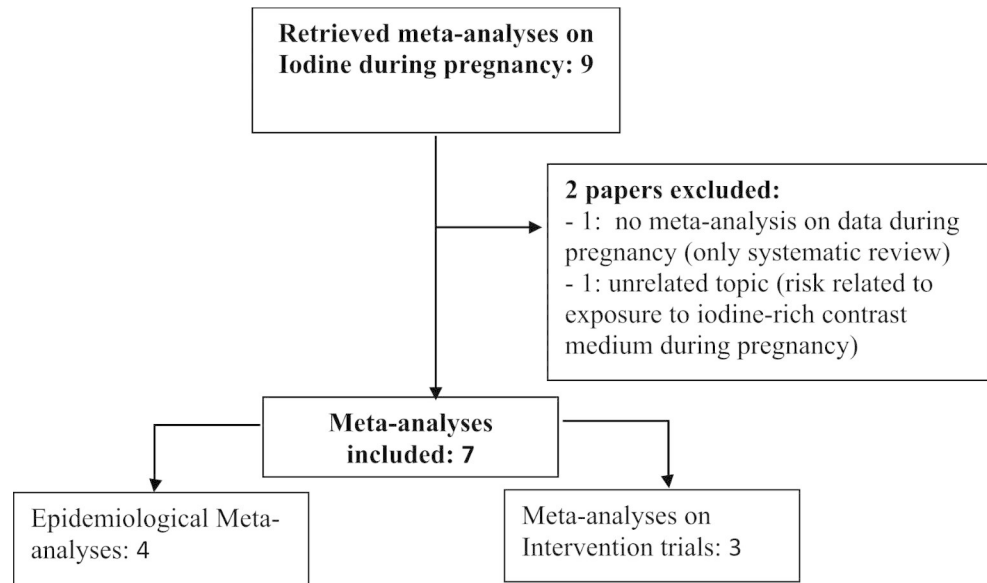 Retrieved meta-analyses on
Iodine during pregnancy: 9
2 papers excluded:
- 1:  no meta-analysis on data during
pregnancy (only systematic review)
- 1: unrelated topic (risk related to
exposure to iodine-rich contrast
medium during pregnancy)
Meta-analyses
included: 7
Epidemiological Meta-
analyses: 4
Meta-analyses on
Intervention trials: 3